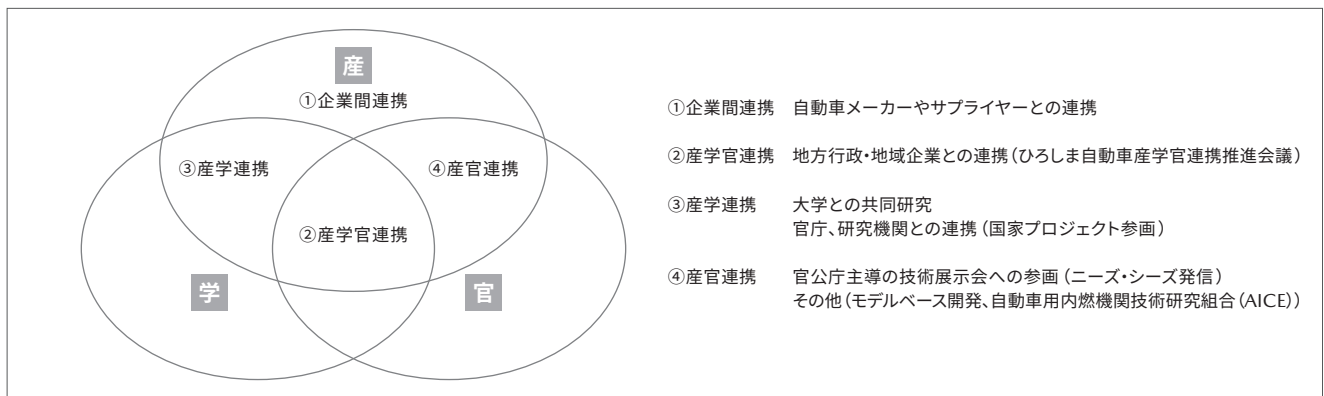 産
①企業間連携
③産学連携
④産官連携
②産学官連携
学
官
①企業間連携 自動車メーカーやサプライヤーとの連携
②産学官連携 地方行政・地域企業との連携（ひろしま自動車産学官連携推進会議）
③産学連携 大学との共同研究
官庁、研究機関との連携（国家プロジェクト参画）
④産官連携 官公庁主導の技術展示会への参画（ニーズ・シーズ発信）
その他（モデルベース開発、自動車用内燃機関技術研究組合（AICE））